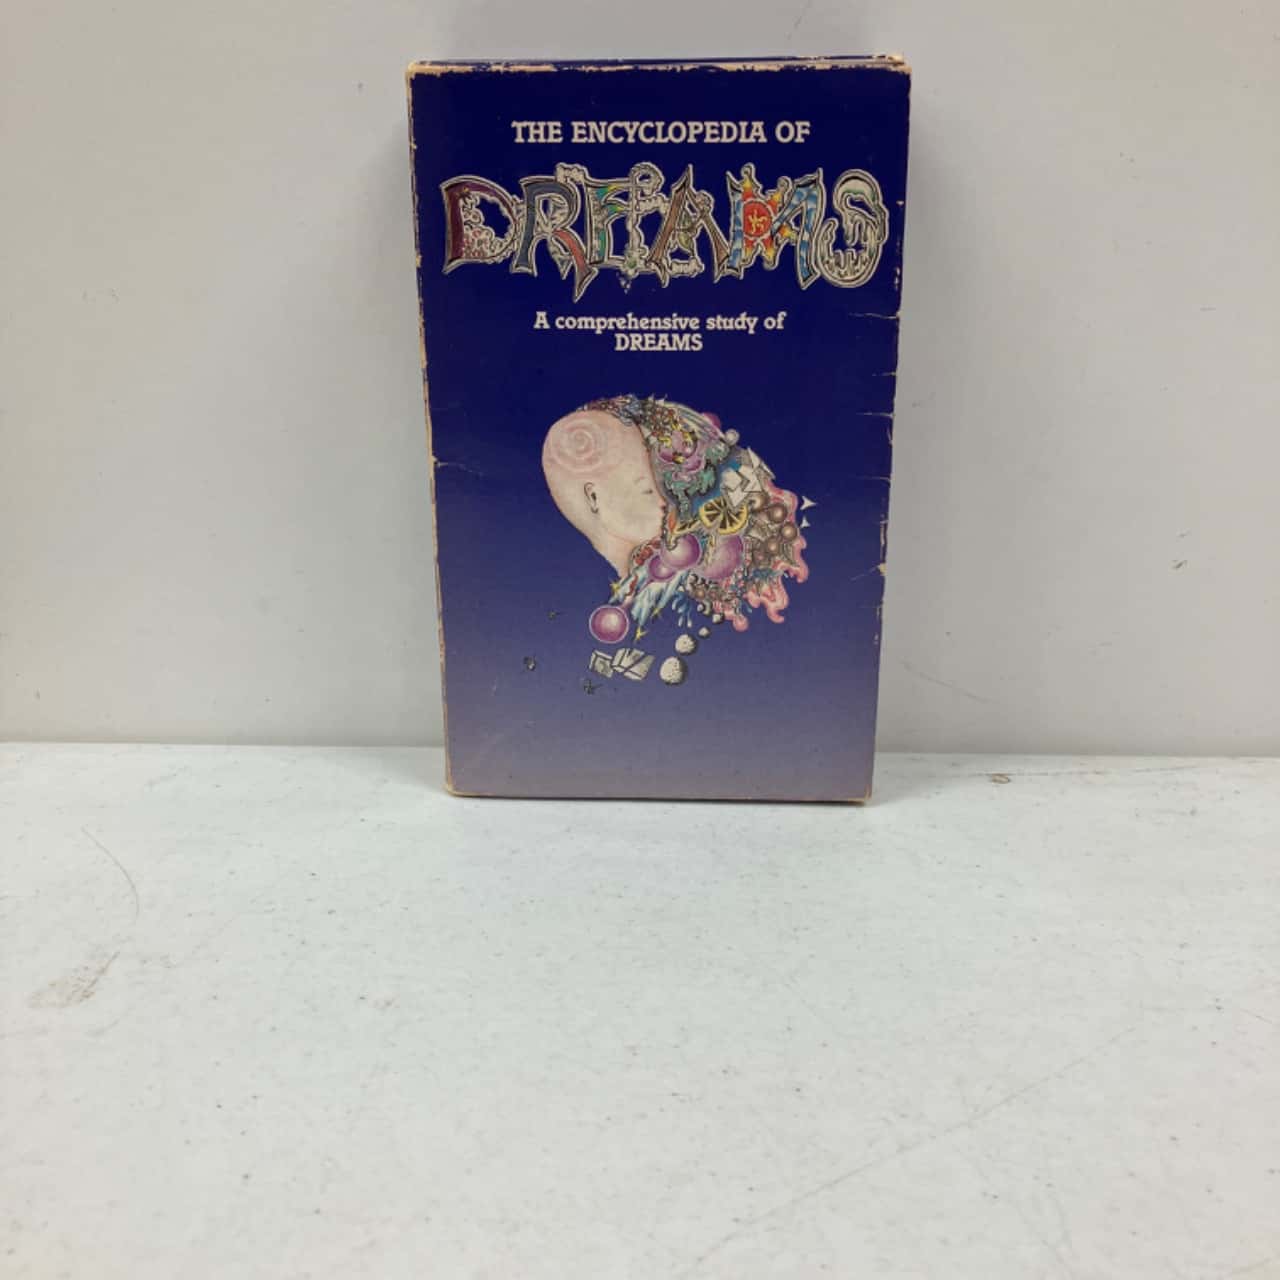 THE ENCYCLOPEDIA OF
DREAMS
A comprehensive study of
DREAMS